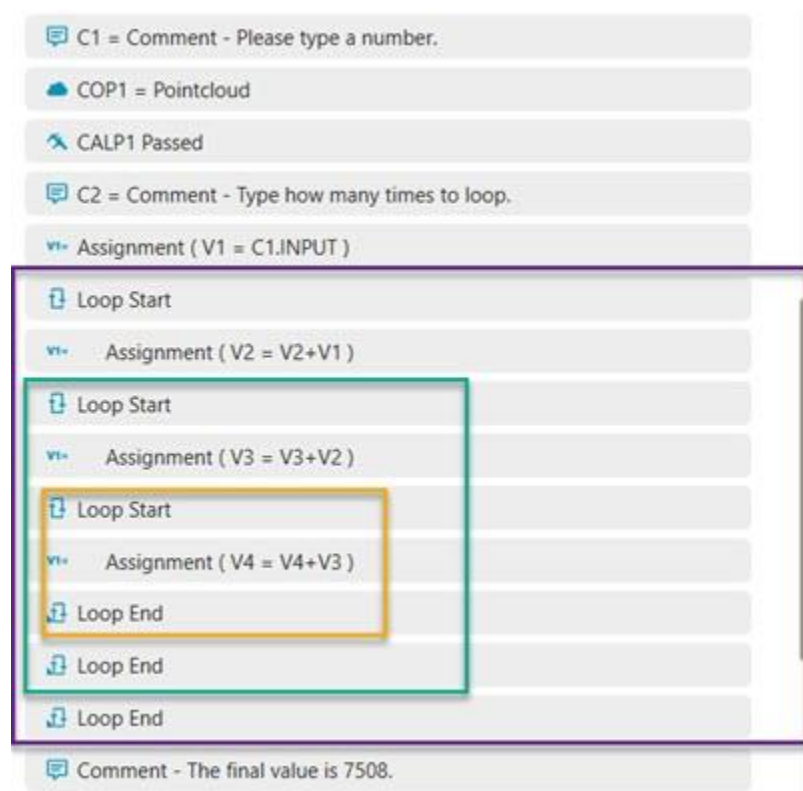 C1 = Comment - Please type a number.
COP1 = Pointcloud
CALP1 Passed
C2 = Comment - Type how many times to loop.
V1= Assignment ( V1 = C1.INPUT )
Loop Start
V1= Assignment ( V2 = V2+V1 )
Loop Start
V1= Assignment ( V3 = V3+V2 )
Loop Start
V1= Assignment ( V4 = V4+V3 )
Loop End
Loop End
Loop End
Comment - The final value is 7508.